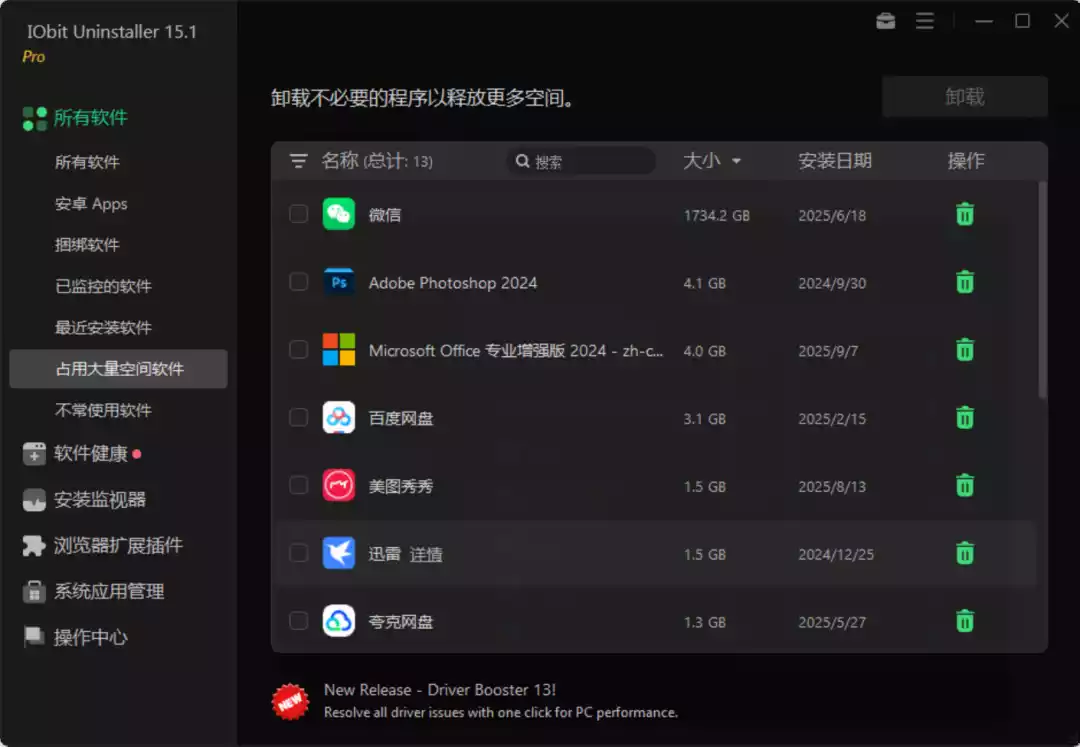 IObit Uninstaller 15.1
Pro
所有软件
所有软件
安卓 Apps
捆绑软件
已监控的软件
最近安装软件
占用大量空间软件
不常使用软件
软件健康
安装监视器
浏览器扩展插件
系统应用管理
操作中心
卸载不必要的程序以释放更多空间。
卸载
名称 (总计: 13) 搜索 大小 安装日期 操作
微信 1734.2 GB 2025/6/18
Ps Adobe Photoshop 2024 4.1 GB 2024/9/30
Microsoft Office 专业增强版 2024 - zh-c... 4.0 GB 2025/9/7
百度网盘 3.1 GB 2025/2/15
美图秀秀 1.5 GB 2025/8/13
迅雷 详情 1.5 GB 2024/12/25
夸克网盘 1.3 GB 2025/5/27
NEW
New Release - Driver Booster 13!
Resolve all driver issues with one click for PC performance.